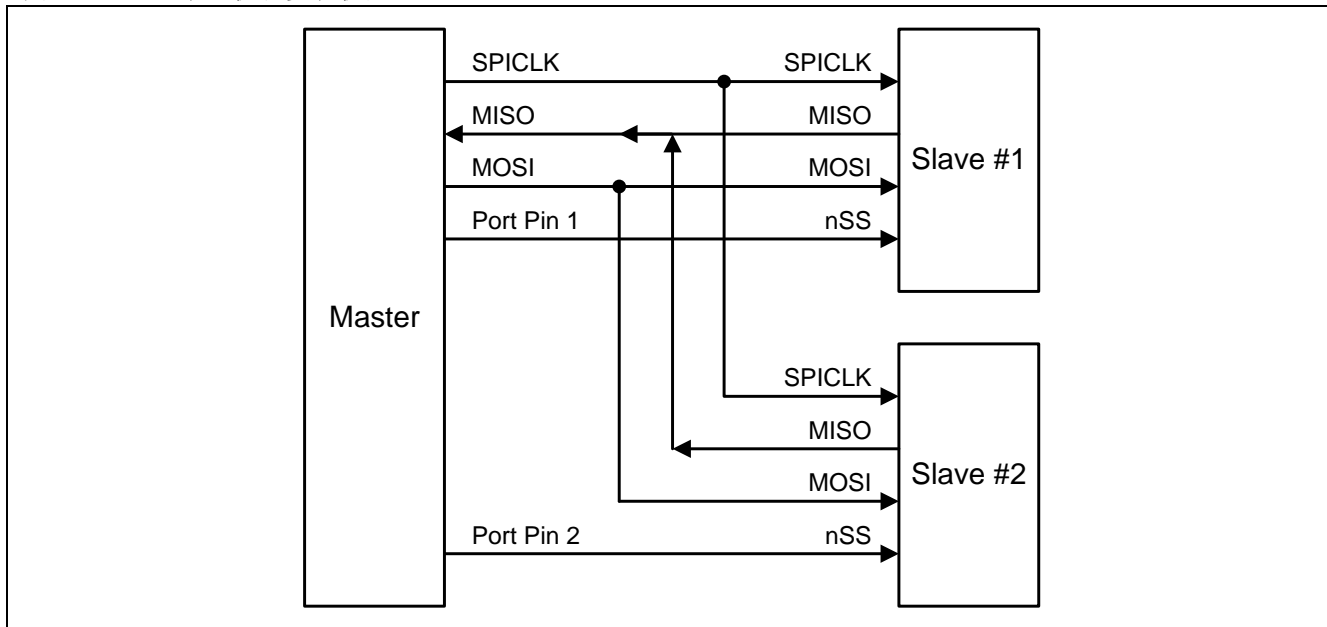 SPICLK SPICLK
MISO MISO
MOSI MOSI
Port Pin 1 nSS
Slave #1
Master
SPICLK
MISO
MOSI
Slave #2
Port Pin 2 nSS